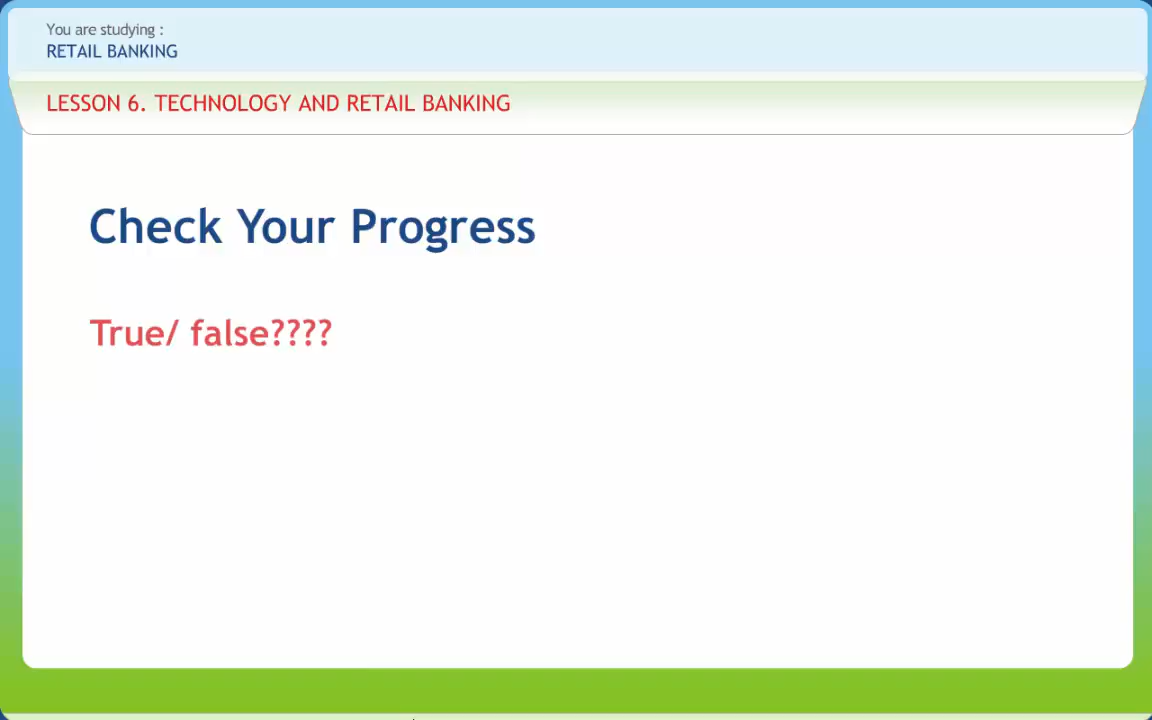 You are studying :
RETAIL BANKING
LESSON 6. TECHNOLOGY AND RETAIL BANKING
Check Your Progress
True/ false????